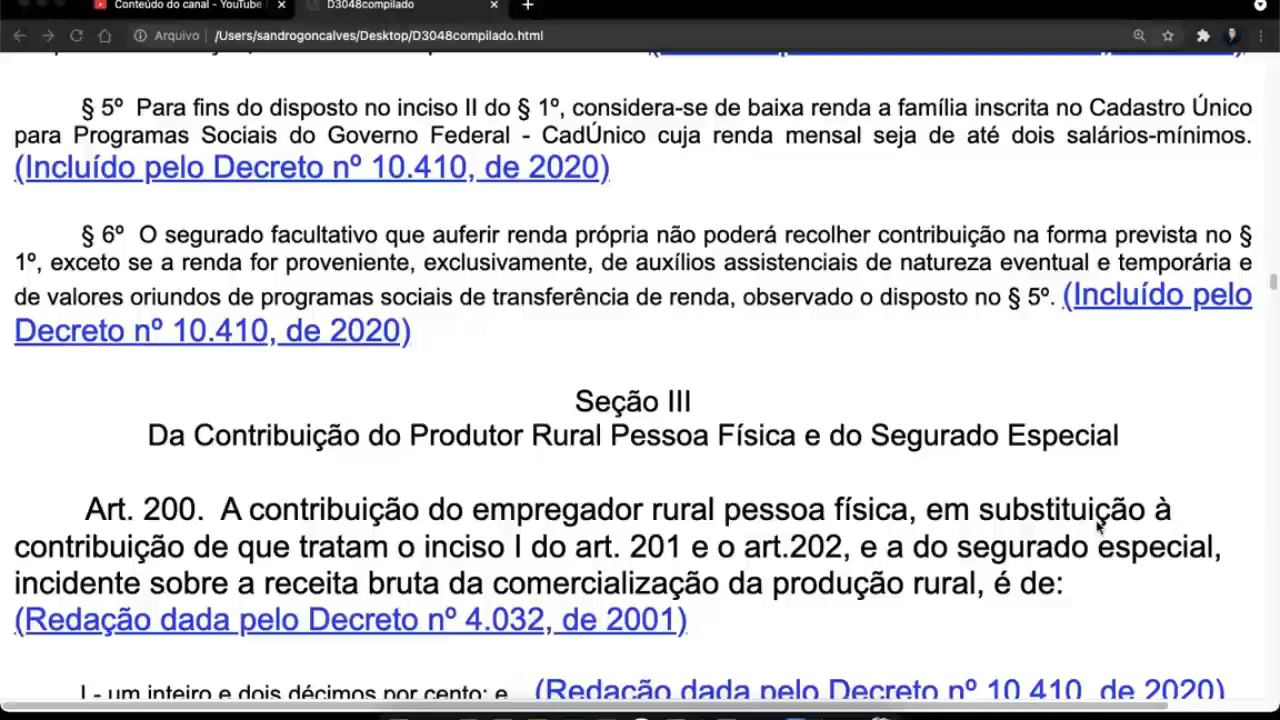 Conteúdo do canal - YouTube
D3048compilado
Arquivo /Users/sandrogoncalves/Desktop/D3048compilado.html
§ 5º Para fins do disposto no inciso II do § 1º, considera-se de baixa renda a família inscrita no Cadastro Único
para Programas Sociais do Governo Federal - CadÚnico cuja renda mensal seja de até dois salários-mínimos.
(Incluído pelo Decreto nº 10.410, de 2020)
§ 6º O segurado facultativo que auferir renda própria não poderá recolher contribuição na forma prevista no §
1º, exceto se a renda for proveniente, exclusivamente, de auxílios assistenciais de natureza eventual e temporária e
de valores oriundos de programas sociais de transferência de renda, observado o disposto no § 5º. (Incluído pelo
Decreto nº 10.410, de 2020)
Seção III
Da Contribuição do Produtor Rural Pessoa Física e do Segurado Especial
Art. 200. A contribuição do empregador rural pessoa física, em substituição à
contribuição de que tratam o inciso I do art. 201 e o art.202, e a do segurado especial,
incidente sobre a receita bruta da comercialização da produção rural, é de:
(Redação dada pelo Decreto nº 4.032, de 2001)
I - um inteiro e dois décimos por cento; e (Redação dada pelo Decreto nº 10.410, de 2020)